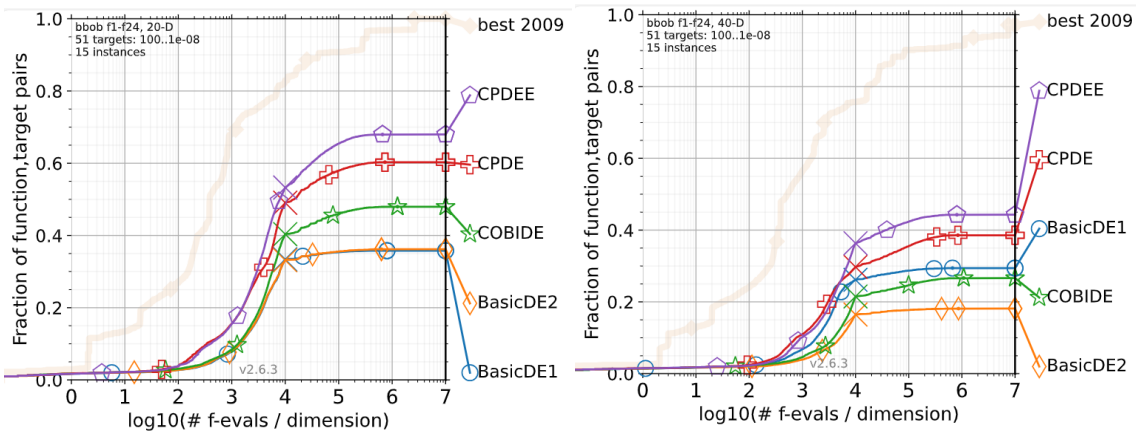 bbob f1-f24, 20-D
51 targets: 100..1e-08
15 instances
1.0
0.8
0.6
0.4
0.2
0.0
Fraction of function,target pairs
0 1 2 3 4 5 6 7
log10(# f-evals / dimension)
v2.6.3
best 2009
CPDEE
CPDE
COBIDE
BasicDE2
BasicDE1
bbob f1-f24, 40-D
51 targets: 100..1e-08
15 instances
1.0
0.8
0.6
0.4
0.2
0.0
Fraction of function,target pairs
0 1 2 3 4 5 6 7
log10(# f-evals / dimension)
v2.6.3
best 2009
CPDEE
CPDE
BasicDE1
COBIDE
BasicDE2